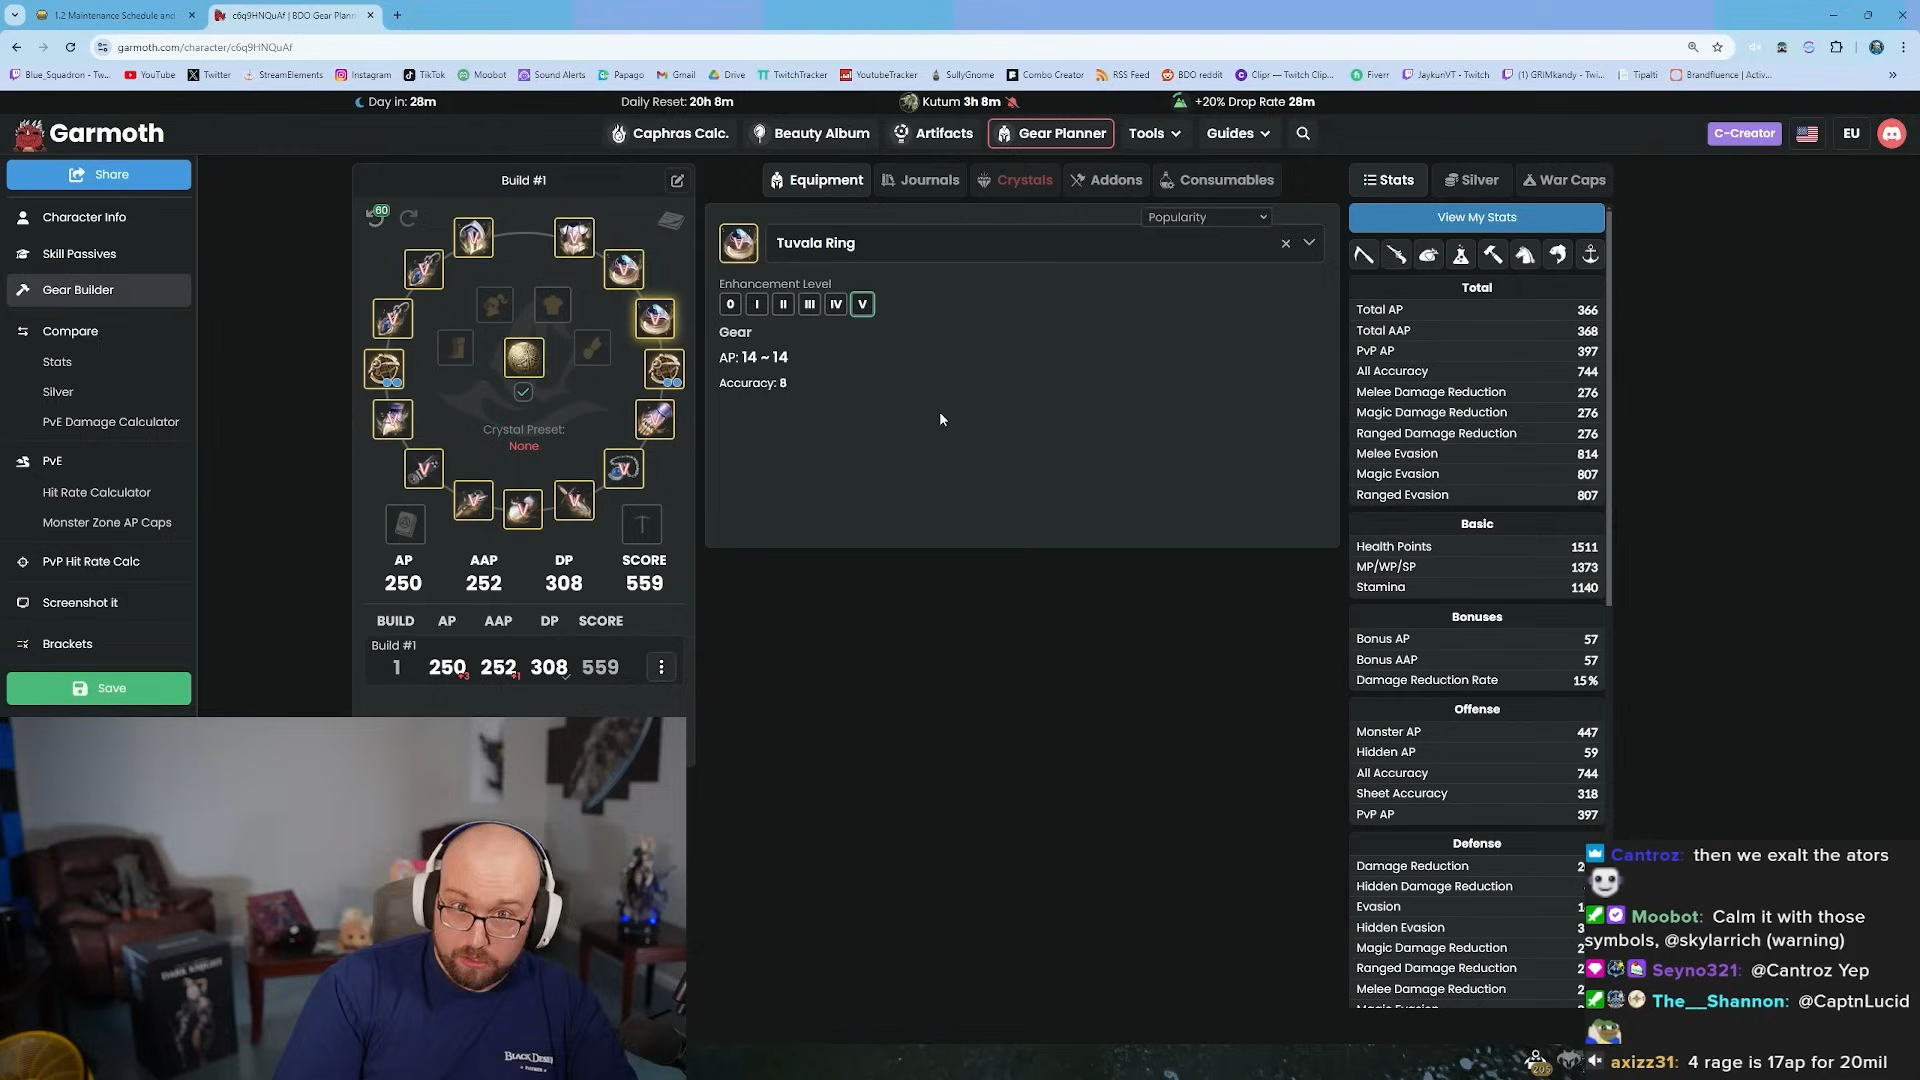 1.2 Maintenance Schedule and
c6q9HNQuAf | BDO Gear Plann
garmoth.com/character/c6q9HNQuAf
Blue_Squadron - Tw... YouTube Twitter StreamElements Instagram TikTok Moobot Sound Alerts Papago Gmail Drive TwitchTracker YoutubeTracker SullyGnome Combo Creator RSS Feed BDO reddit Clipr — Twitch Clip... Fiverr JaykunVT - Twitch (1) GRIMkandy - Twi... Tipalti Brandfluence | Activ...
Day in: 28m Daily Reset: 20h 8m Kutum 3h 8m +20% Drop Rate 28m
Garmoth Caphras Calc. Beauty Album Artifacts Gear Planner Tools Guides C-Creator EU
Share
Character Info
Skill Passives
Gear Builder
Compare
Stats
Silver
PvE Damage Calculator
PvE
Hit Rate Calculator
Monster Zone AP Caps
PvP Hit Rate Calc
Screenshot it
Brackets
Save
Build #1
60
V V
V V
V V
Crystal Preset:
None
V V
V V V
AP AAP DP SCORE
250 252 308 559
BUILD AP AAP DP SCORE
Build #1
1 250 +3 252 +1 308 559
Equipment Journals Crystals Addons Consumables
Popularity
Tuvala Ring
Enhancement Level
0 I II III IV V
Gear
AP: 14 ~ 14
Accuracy: 8
Stats Silver War Caps
View My Stats
Total
Total AP 366
Total AAP 368
PvP AP 397
All Accuracy 744
Melee Damage Reduction 276
Magic Damage Reduction 276
Ranged Damage Reduction 276
Melee Evasion 814
Magic Evasion 807
Ranged Evasion 807
Basic
Health Points 1511
MP/WP/SP 1373
Stamina 1140
Bonuses
Bonus AP 57
Bonus AAP 57
Damage Reduction Rate 15%
Offense
Monster AP 447
Hidden AP 59
All Accuracy 744
Sheet Accuracy 318
PvP AP 397
Defense
Damage Reduction 2
Hidden Damage Reduction
Evasion 1
Hidden Evasion 3
Magic Damage Reduction 2
Ranged Damage Reduction 2
Melee Damage Reduction 2
Cantroz: then we exalt the ators
Moobot: Calm it with those
symbols, @skylarrich (warning)
Seyno321: @Cantroz Yep
The__Shannon: @CaptnLucid
axizz31: 4 rage is 17ap for 20mil
205
BLACK DESERT